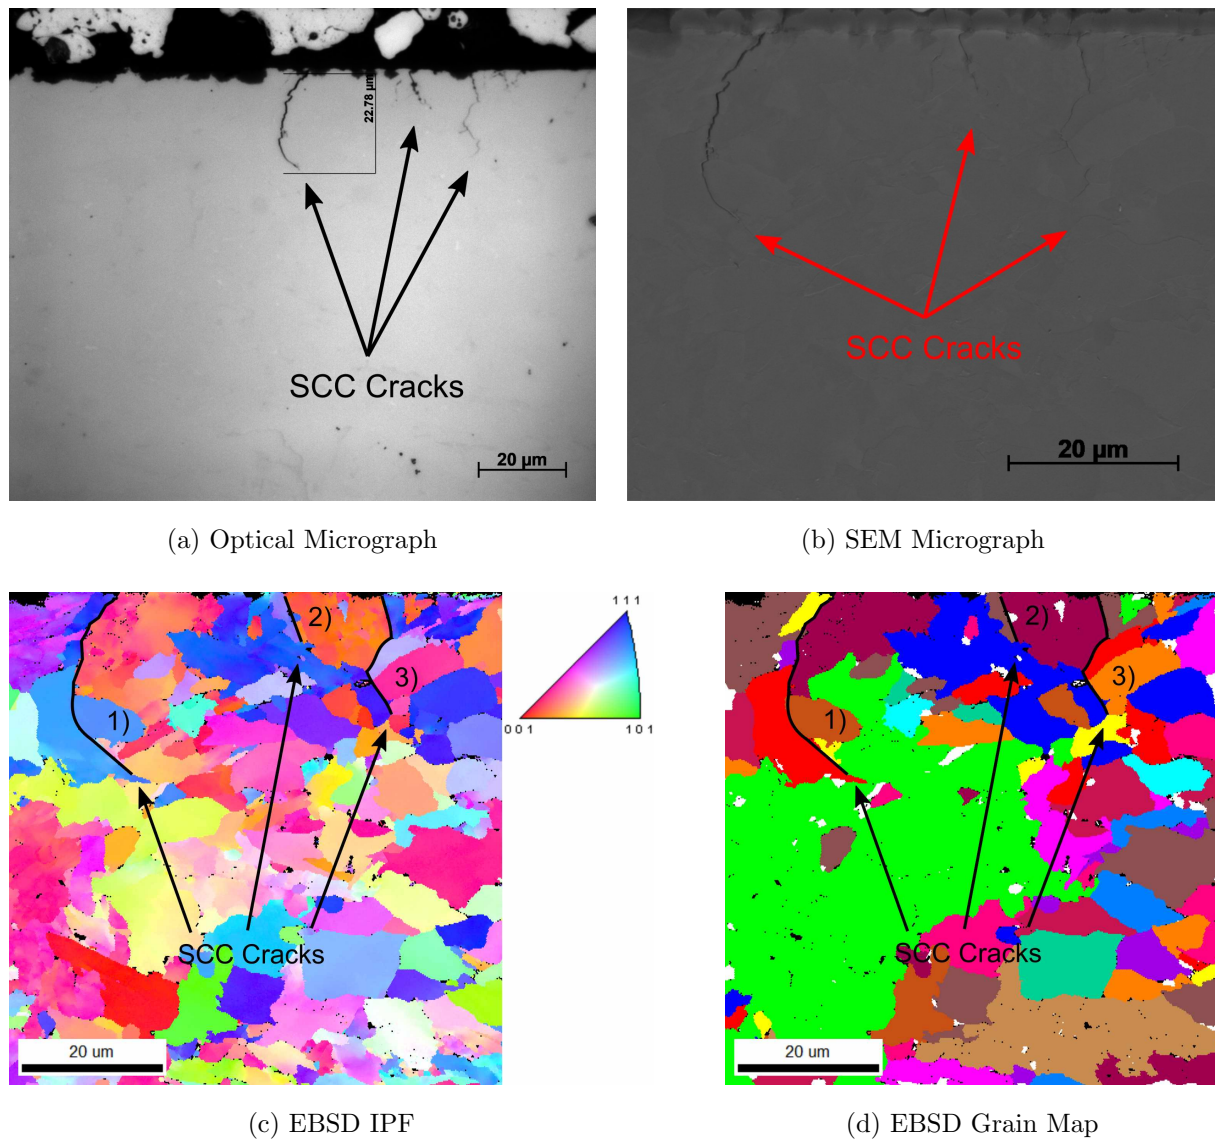 22.78 µm
SCC Cracks
20 µm
(a) Optical Micrograph
SCC Cracks
20 µm
(b) SEM Micrograph
1)
2)
3)
SCC Cracks
20 um
1 1 1
0 0 1
1 0 1
(c) EBSD IPF
1)
2)
3)
SCC Cracks
20 um
(d) EBSD Grain Map